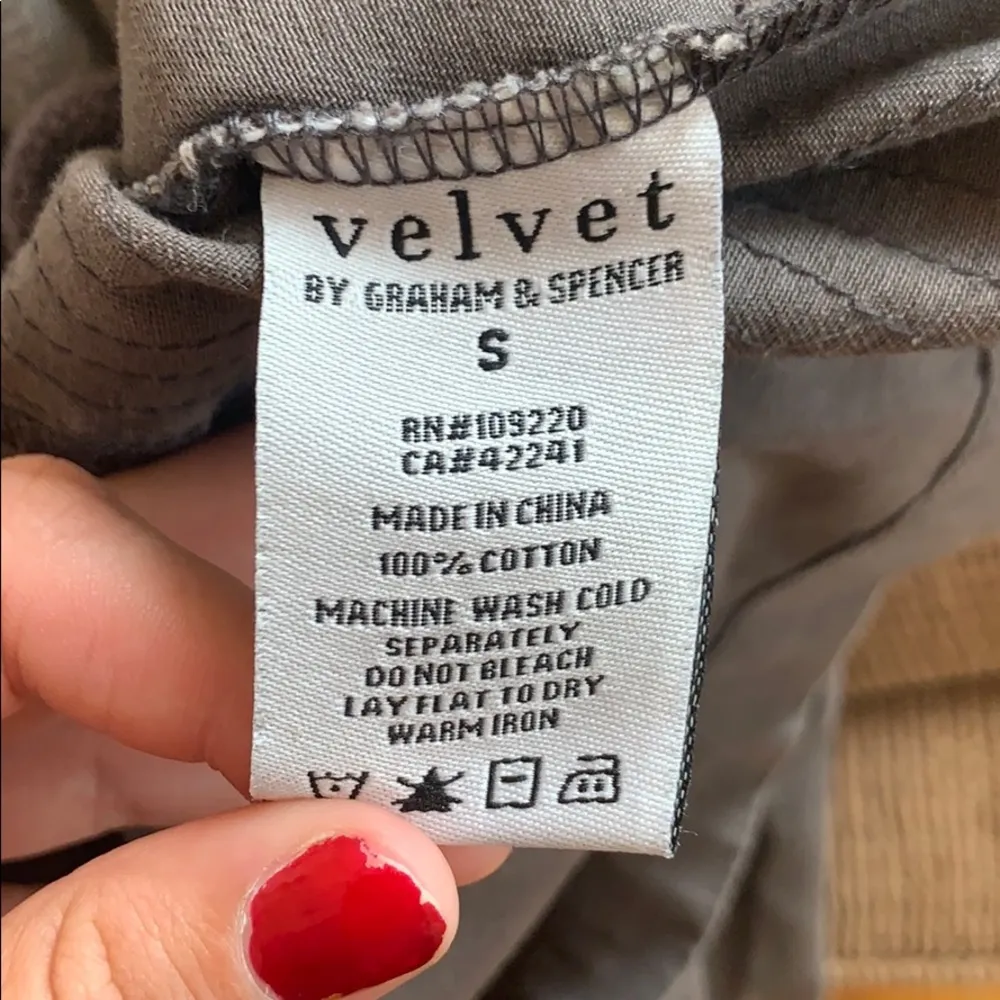 velvet
BY GRAHAM & SPENCER
S
RN#109220
CA#42241
MADE IN CHINA
100% COTTON
MACHINE WASH COLD
SEPARATELY
DO NOT BLEACH
LAY FLAT TO DRY
WARM IRON